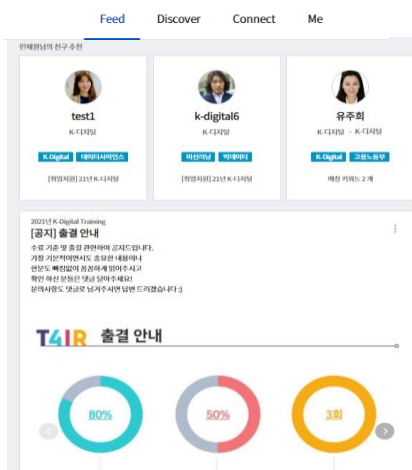 Feed Discover Connect Me
인재원님의 친구 추천
test1 k-digital6 유주희
K-디지털 K-디지털 K-디지털 - K-디지털
K-Digital 데이터사이언스 머신러닝 빅데이터 K-Digital 고용노동부
[취업지원] 21년 K-디지털 [취업지원] 21년 K-디지털 매칭 키워드 2 개
2021년 K-Digital Training
[공지] 출결 안내
수료 기준 및 출결 관련하여 공지드립니다.
가장 기본적이면서도 중요한 내용이니
한분도 빠짐없이 꼼꼼하게 읽어주시고
확인 하신 분들은 댓글 달아주세요!
문의사항도 댓글로 남겨주시면 답변 드리겠습니다 :)
T4IR 출결 안내
80% 50% 3회